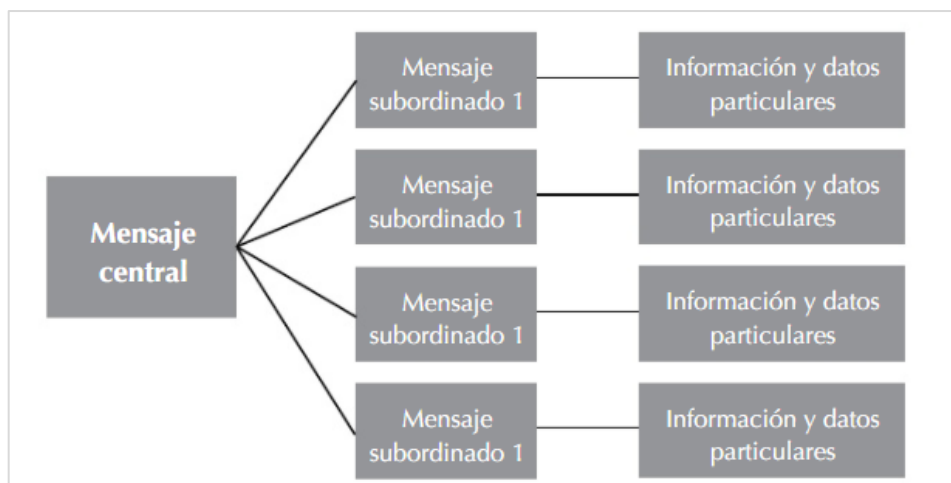 Mensaje
central
Mensaje
subordinado 1
Información y datos
particulares
Mensaje
subordinado 1
Información y datos
particulares
Mensaje
subordinado 1
Información y datos
particulares
Mensaje
subordinado 1
Información y datos
particulares